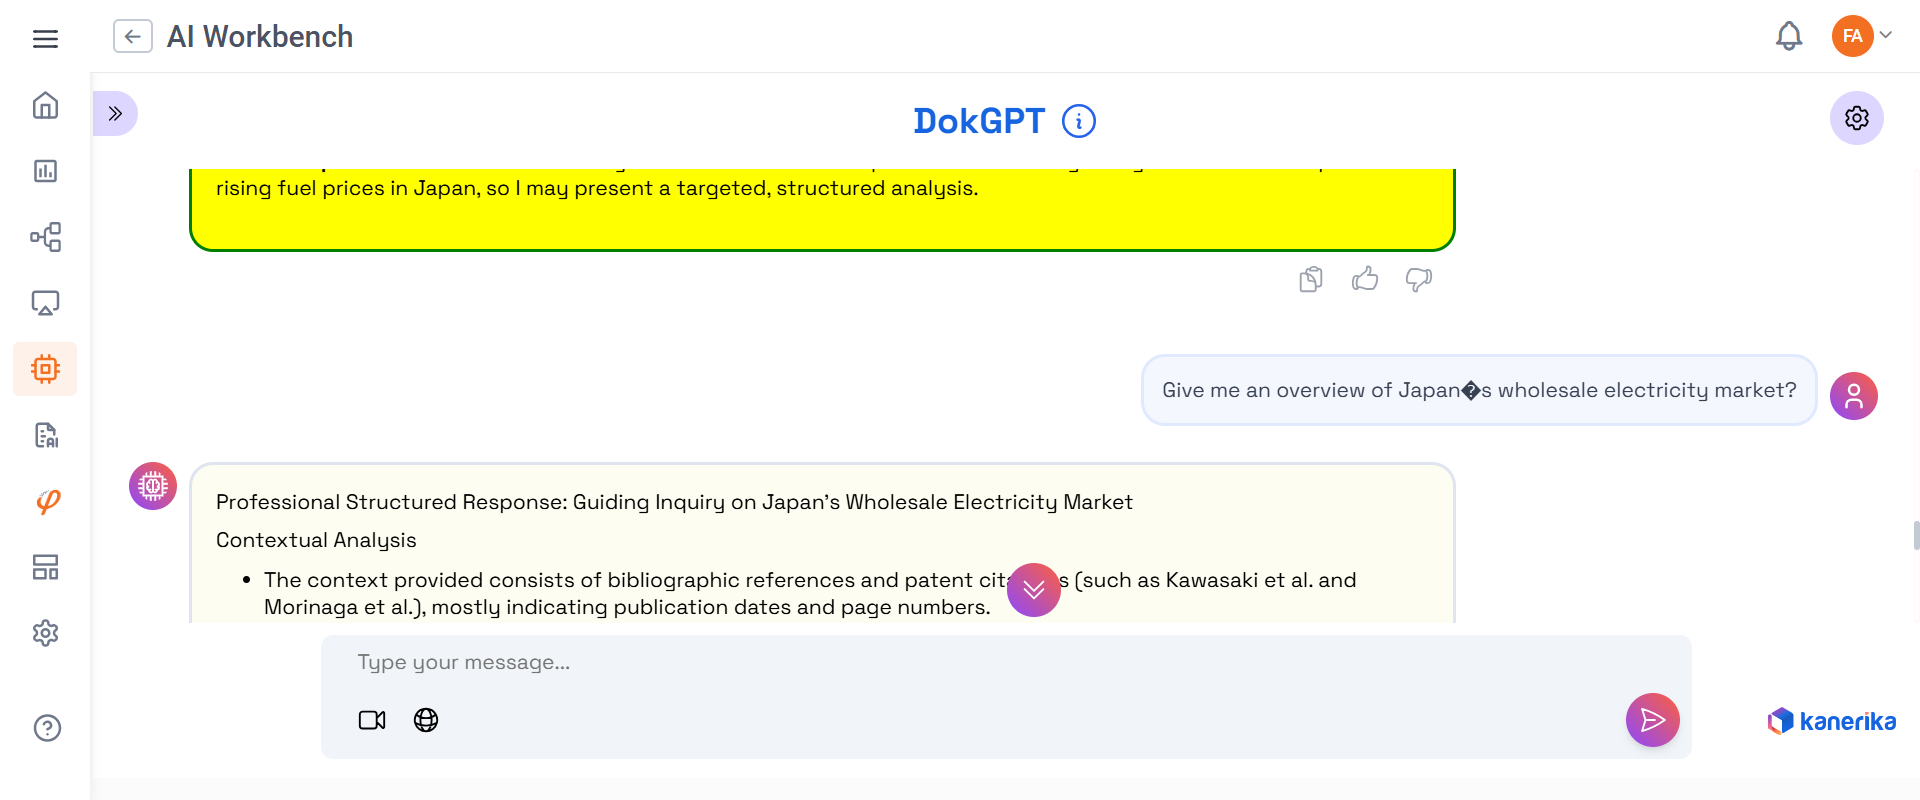 AI Workbench
FA
DokGPT
rising fuel prices in Japan, so I may present a targeted, structured analysis.
Give me an overview of Japan�s wholesale electricity market?
Professional Structured Response: Guiding Inquiry on Japan's Wholesale Electricity Market
Contextual Analysis
• The context provided consists of bibliographic references and patent cit s (such as Kawasaki et al. and
Morinaga et al.), mostly indicating publication dates and page numbers.
Type your message...
kanerika